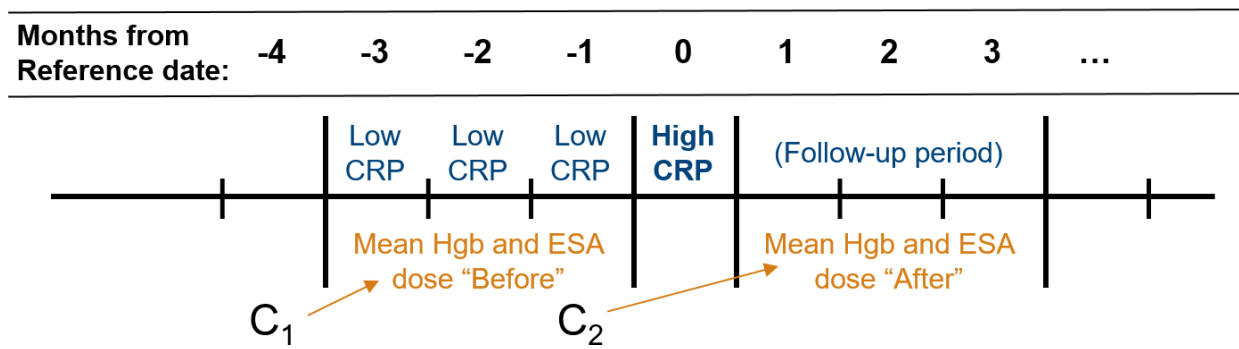 Months from
Reference date: -4 -3 -2 -1 0 1 2 3 ...
Low Low Low High
CRP CRP CRP CRP (Follow-up period)
Mean Hgb and ESA Mean Hgb and ESA
dose “Before” dose “After”
C₁ C₂